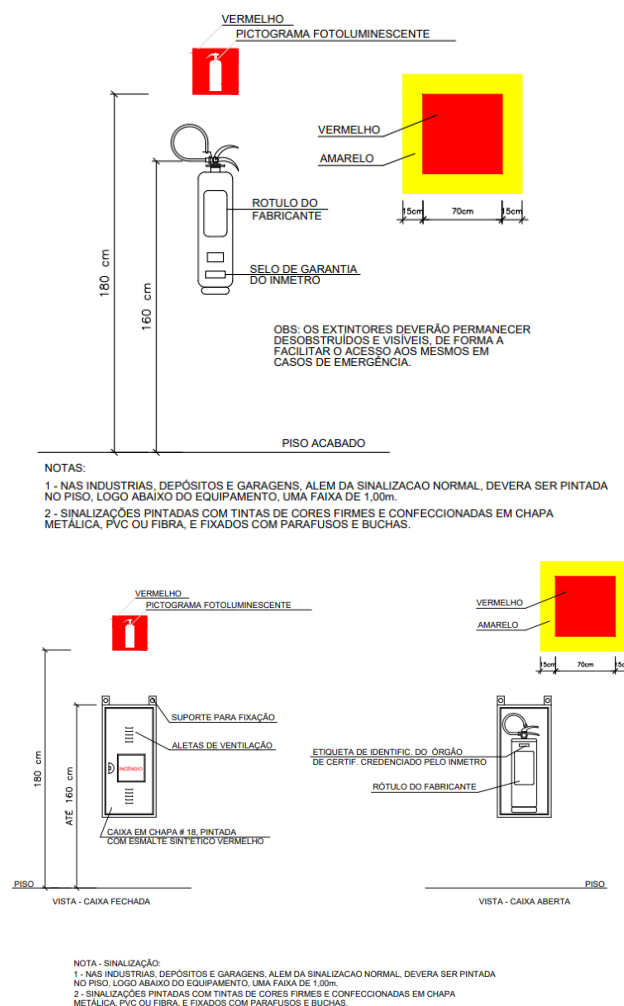 VERMELHO
PICTOGRAMA FOTOLUMINESCENTE
VERMELHO
AMARELO
15cm 70cm 15cm
ROTULO DO
FABRICANTE
SELO DE GARANTIA
DO INMETRO
180 cm
160 cm
OBS: OS EXTINTORES DEVERÃO PERMANECER
DESOBSTRUÍDOS E VISÍVEIS, DE FORMA A
FACILITAR O ACESSO AOS MESMOS EM
CASOS DE EMERGÊNCIA.
PISO ACABADO
NOTAS:
1 - NAS INDUSTRIAS, DEPÓSITOS E GARAGENS, ALEM DA SINALIZACAO NORMAL, DEVERA SER PINTADA
NO PISO, LOGO ABAIXO DO EQUIPAMENTO, UMA FAIXA DE 1,00m.
2 - SINALIZAÇÕES PINTADAS COM TINTAS DE CORES FIRMES E CONFECCIONADAS EM CHAPA
METÁLICA, PVC OU FIBRA, E FIXADOS COM PARAFUSOS E BUCHAS.
VERMELHO
PICTOGRAMA FOTOLUMINESCENTE
VERMELHO
AMARELO
15cm 70cm 15cm
SUPORTE PARA FIXAÇÃO
ALETAS DE VENTILAÇÃO
INCÊNDIO
180 cm
ATÉ 160 cm
CAIXA EM CHAPA # 18, PINTADA
COM ESMALTE SINT'ETICO VERMELHO
ETIQUETA DE IDENTIFIC. DO ÓRGÃO
DE CERTIF. CREDENCIADO PELO INMETRO
RÓTULO DO FABRICANTE
PISO
PISO
VISTA - CAIXA FECHADA
VISTA - CAIXA ABERTA
NOTA - SINALIZAÇÃO:
1 - NAS INDUSTRIAS, DEPÓSITOS E GARAGENS, ALEM DA SINALIZACAO NORMAL, DEVERA SER PINTADA
NO PISO, LOGO ABAIXO DO EQUIPAMENTO, UMA FAIXA DE 1,00m.
2 - SINALIZAÇÕES PINTADAS COM TINTAS DE CORES FIRMES E CONFECCIONADAS EM CHAPA
METÁLICA, PVC OU FIBRA, E FIXADOS COM PARAFUSOS E BUCHAS.